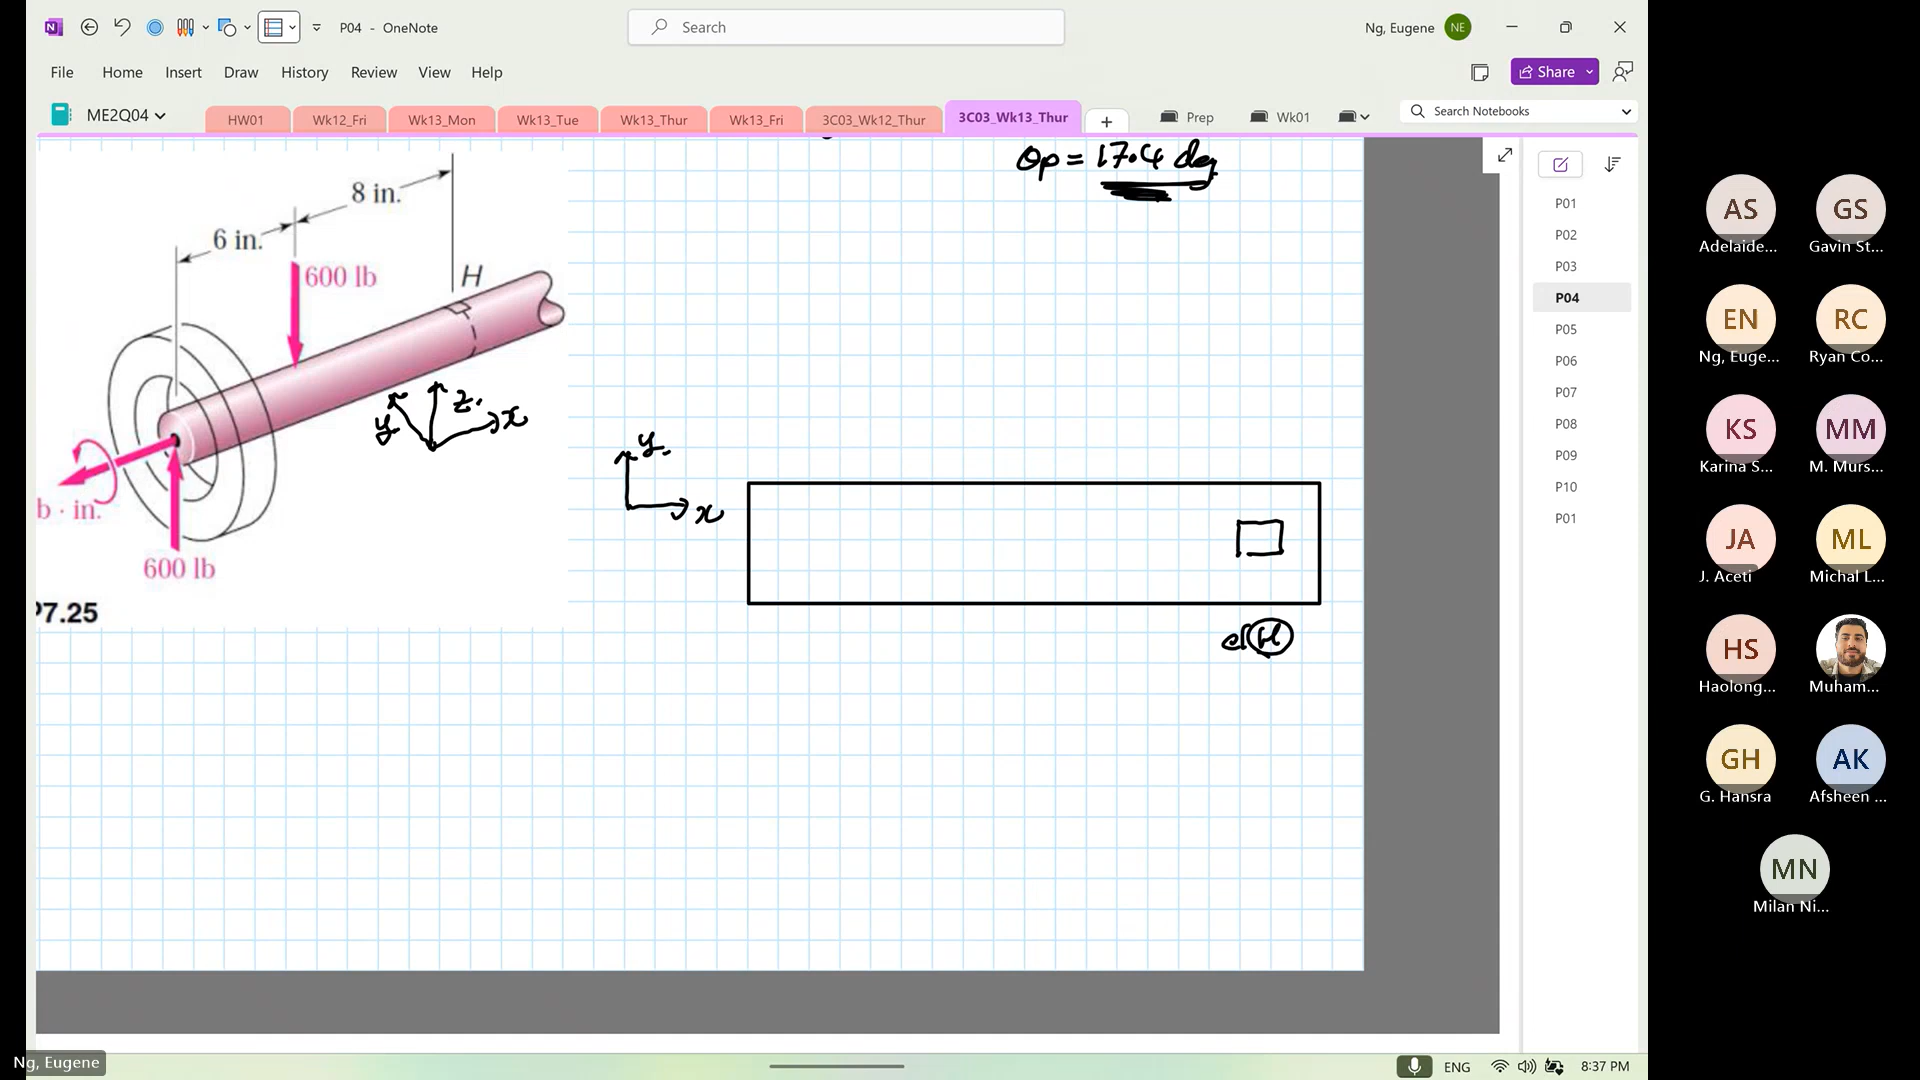 P04 - OneNote
Search
Ng, Eugene
NE
File
Home
Insert
Draw
History
Review
View
Help
Share
ME2Q04
HW01
Wk12_Fri
Wk13_Mon
Wk13_Tue
Wk13_Thur
Wk13_Fri
3C03_Wk12_Thur
3C03_Wk13_Thur
Prep
Wk01
Search Notebooks
θp = 17.4 deg
8 in.
6 in.
600 lb
H
z
y
x
b · in.
600 lb
P7.25
y
x
el H
P01
P02
P03
P04
P05
P06
P07
P08
P09
P10
P01
AS
Adelaide...
GS
Gavin St...
EN
Ng, Euge...
RC
Ryan Co...
KS
Karina S...
MM
M. Murs...
JA
J. Aceti
ML
Michal L...
HS
Haolong...
Muham...
GH
G. Hansra
AK
Afsheen ...
MN
Milan Ni...
Ng, Eugene
ENG
8:37 PM